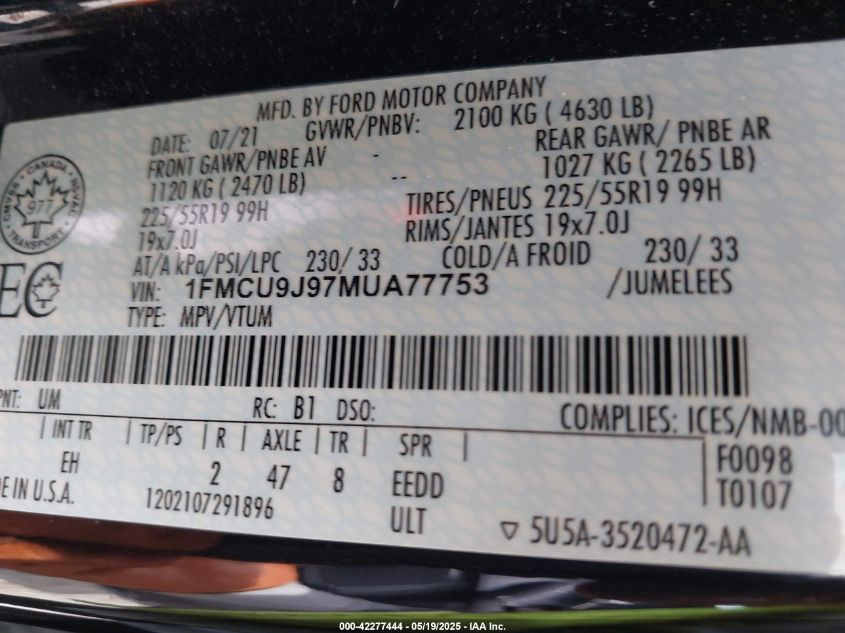 MFD. BY FORD MOTOR COMPANY
DATE: 07/21 GVWR/PNBV: 2100 KG ( 4630 LB)
FRONT GAWR/PNBE AV - REAR GAWR/ PNBE AR
1120 KG ( 2470 LB) -- 1027 KG ( 2265 LB)
225/55R19 99H TIRES/PNEUS 225/55R19 99H
19x7.0J RIMS/JANTES 19x7.0J
AT/A kPa/PSI/LPC 230/ 33 COLD/A FROID 230/ 33
VIN: 1FMCU9J97MUA77753 /JUMELEES
TYPE: MPV/VTUM
CANADA
CMVSS NSVAC
977
TRANSPORT
EC
PNT: UM RC: B1 DSO: COMPLIES: ICES/NMB-00
INT TR TP/PS R AXLE TR SPR F0098
EH 2 47 8 EEDD T0107
E IN U.S.A. 1202107291896 ULT 5U5A-3520472-AA
000-42277444 - 05/19/2025 - IAA Inc.